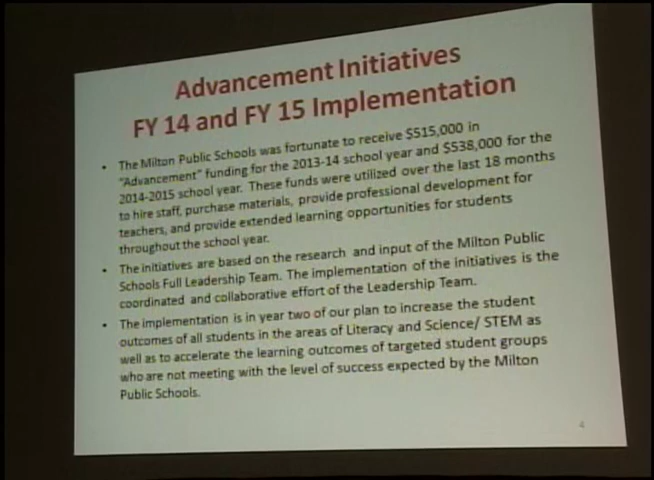 Advancement Initiatives
FY 14 and FY 15 Implementation
• The Milton Public Schools was fortunate to receive $515,000 in
"Advancement" funding for the 2013-14 school year and $538,000 for the
2014-2015 school year. These funds were utilized over the last 18 months
to hire staff, purchase materials, provide professional development for
teachers, and provide extended learning opportunities for students
throughout the school year.
• The initiatives are based on the research and input of the Milton Public
Schools Full Leadership Team. The implementation of the initiatives is the
coordinated and collaborative effort of the Leadership Team.
• The implementation is in year two of our plan to increase the student
outcomes of all students in the areas of Literacy and Science/ STEM as
well as to accelerate the learning outcomes of targeted student groups
who are not meeting with the level of success expected by the Milton
Public Schools.
4